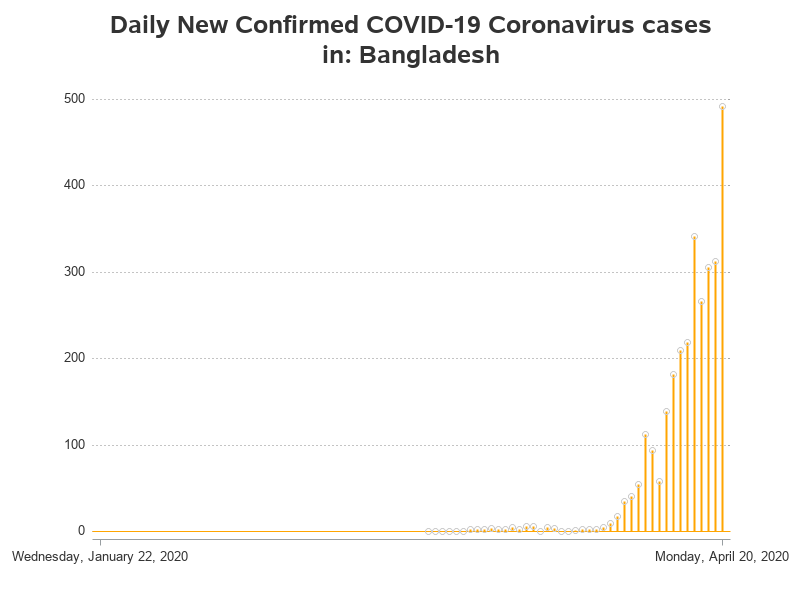 Daily New Confirmed COVID-19 Coronavirus cases
in: Bangladesh
500
400
300
200
100
0
Wednesday, January 22, 2020
Monday, April 20, 2020